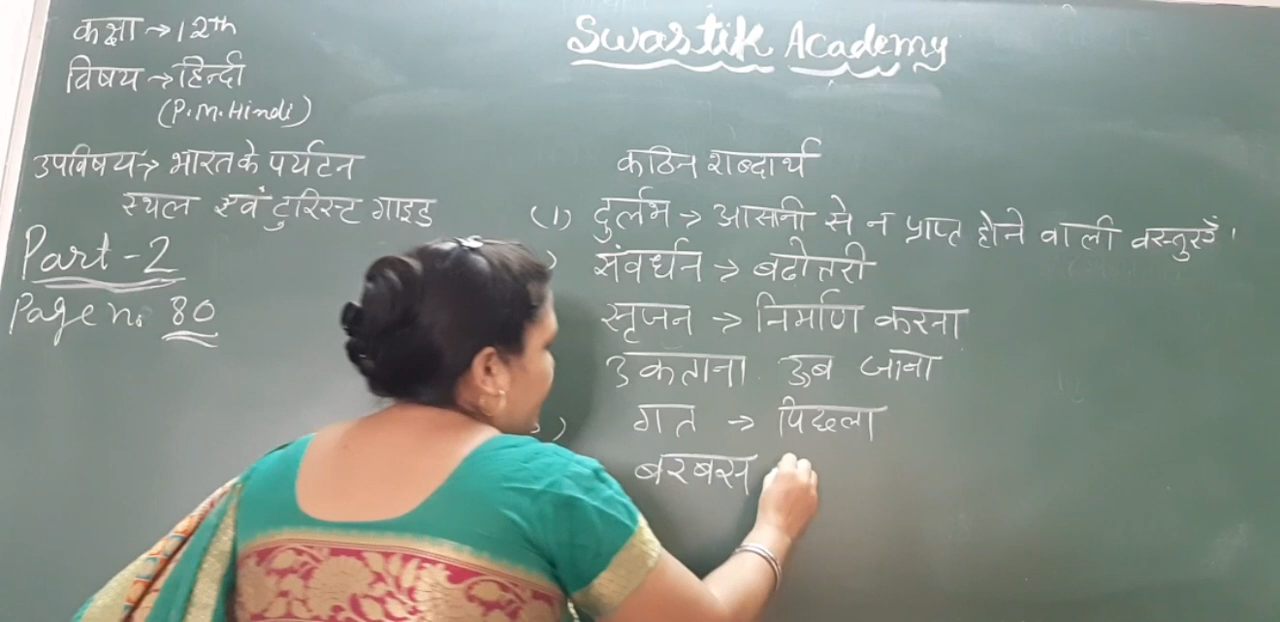 कक्षा → 12th
विषय → हिन्दी
(P.M. Hindi)
उपविषय → भारत के पर्यटन
स्थल एवं टुरिस्ट गाइड
Part - 2
Page no. 80
Swastik Academy
कठिन शब्दार्थ
(1) दुर्लभ → आसानी से न प्राप्त होने वाली वस्तुएँ।
) संवर्धन → बढोत्तरी
सृजन → निर्माण करना
उकताना ऊब जाना
) गत → पिछला
बरबस